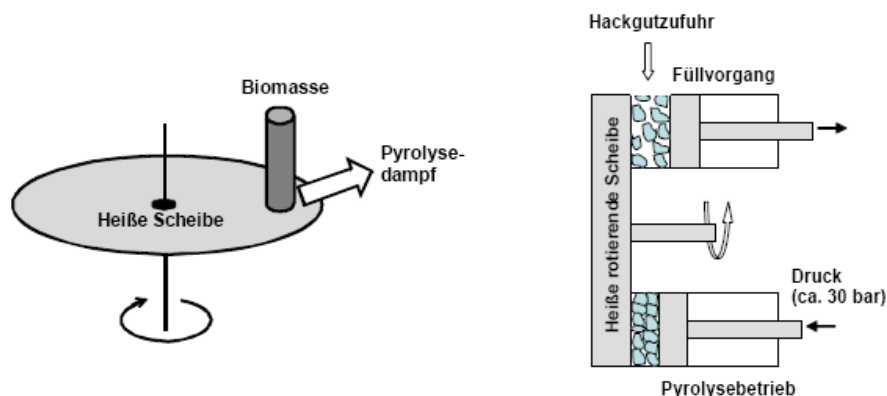 Biomasse
Pyrolyse-
dampf
Heiße Scheibe
Hackgutzufuhr
Füllvorgang
Heiße rotierende Scheibe
Druck
(ca. 30 bar)
Pyrolysebetrieb